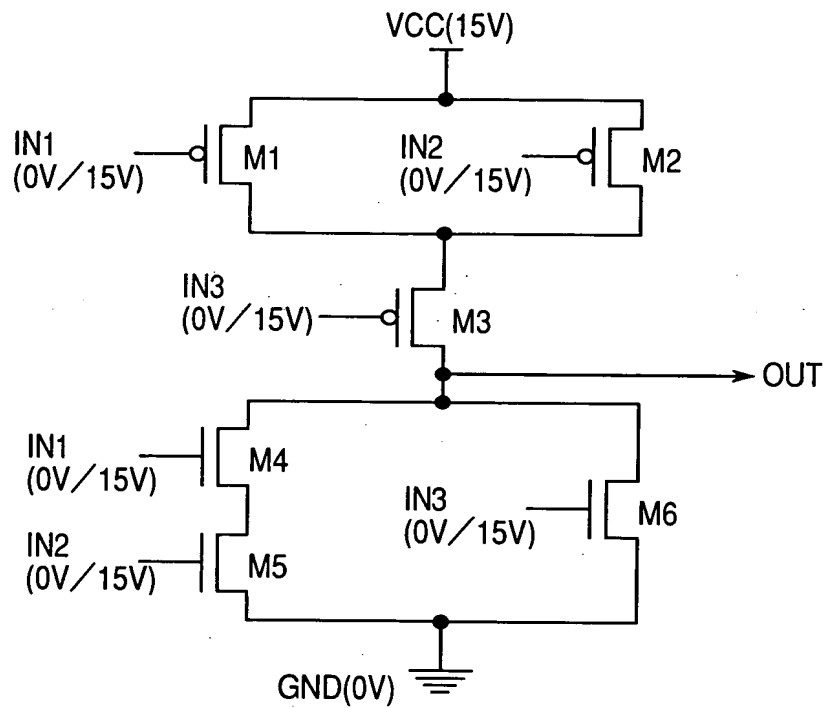 VCC(15V)
IN1
(0V/15V)
M1
IN2
(0V/15V)
M2
IN3
(0V/15V)
M3
OUT
IN1
(0V/15V)
M4
IN2
(0V/15V)
M5
IN3
(0V/15V)
M6
GND(0V)